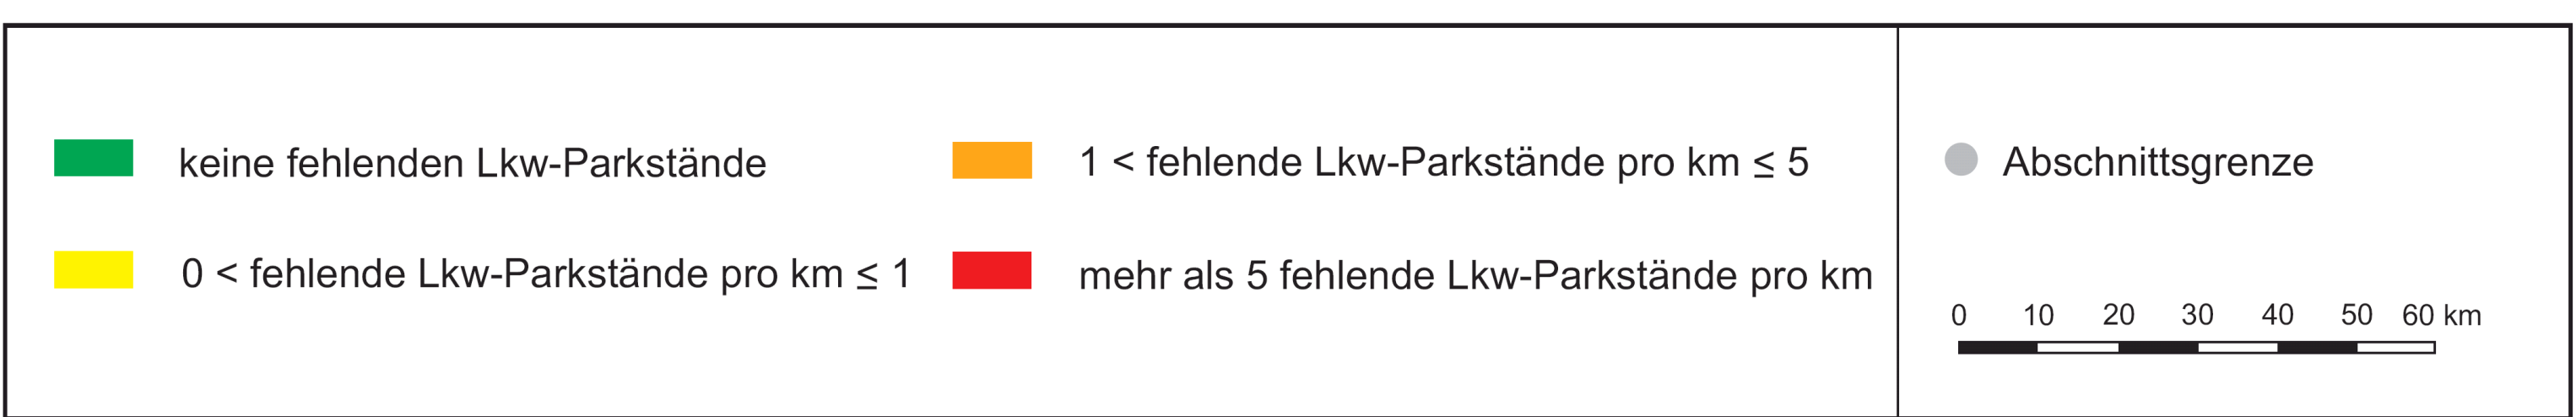 keine fehlenden Lkw-Parkstände
0 < fehlende Lkw-Parkstände pro km ≤ 1
1 < fehlende Lkw-Parkstände pro km ≤ 5
mehr als 5 fehlende Lkw-Parkstände pro km
Abschnittsgrenze
0 10 20 30 40 50 60 km